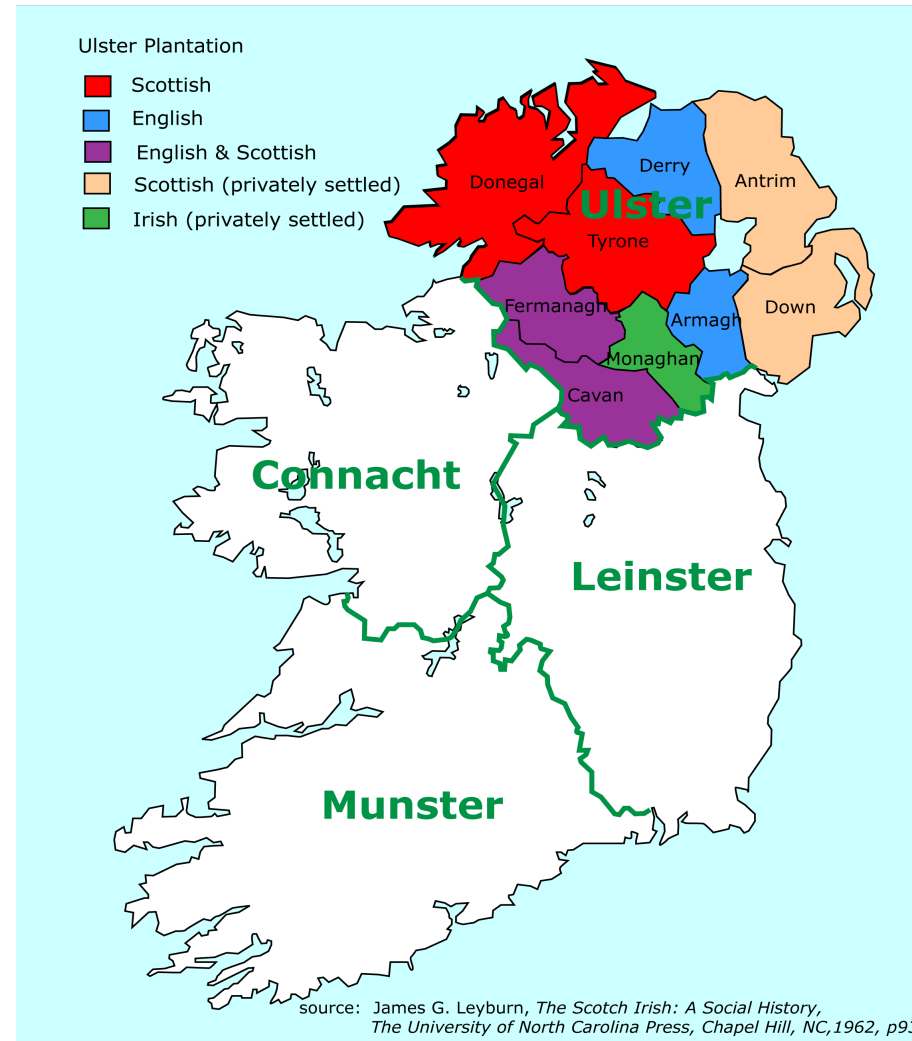 Ulster Plantation
Scottish
English
English & Scottish
Scottish (privately settled)
Irish (privately settled)
Derry
Antrim
Donegal
Ulster
Tyrone
Fermanagh
Armagh
Down
Monaghan
Cavan
Connacht
Leinster
Munster
source: James G. Leyburn, The Scotch Irish: A Social History,
The University of North Carolina Press, Chapel Hill, NC,1962, p93